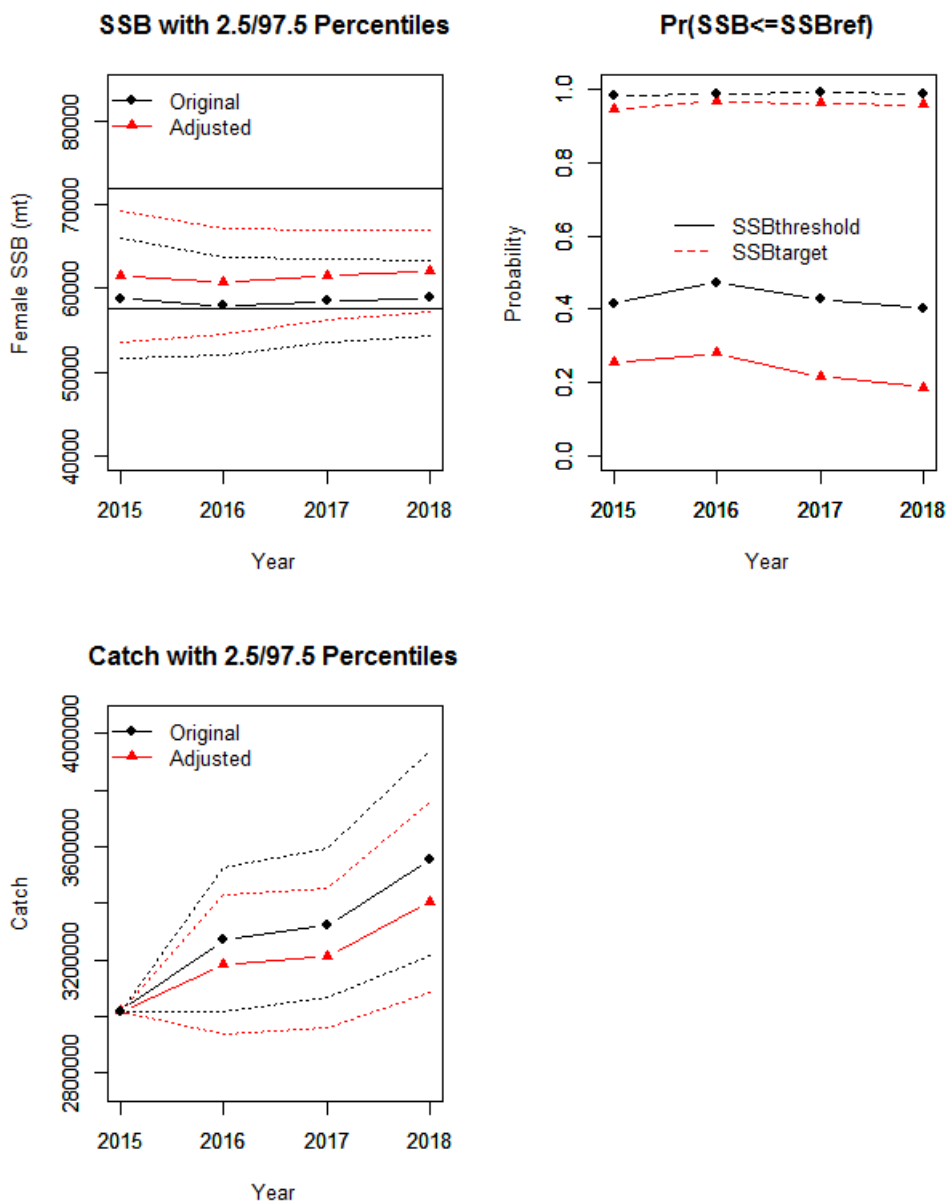 SSB with 2.5/97.5 Percentiles
Original
Adjusted
Female SSB (mt)
80000
70000
60000
50000
40000
2015
2016
2017
2018
Year
Pr(SSB<=SSBref)
SSBthreshold
SSBtarget
Probability
1.0
0.8
0.6
0.4
0.2
0.0
2015
2016
2017
2018
Year
Catch with 2.5/97.5 Percentiles
Original
Adjusted
Catch
4000000
3600000
3200000
2800000
2015
2016
2017
2018
Year